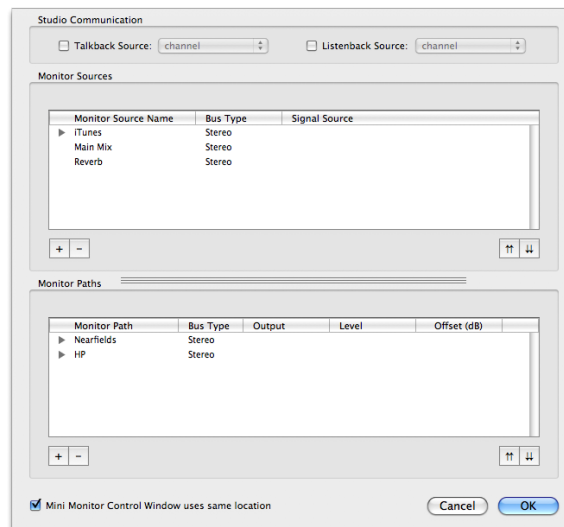 Studio Communication
Talkback Source: channel Listenback Source: channel
Monitor Sources
Monitor Source Name Bus Type Signal Source
iTunes Stereo
Main Mix Stereo
Reverb Stereo
+ -
Monitor Paths
Monitor Path Bus Type Output Level Offset (dB)
Nearfields Stereo
HP Stereo
+ -
Mini Monitor Control Window uses same location Cancel OK